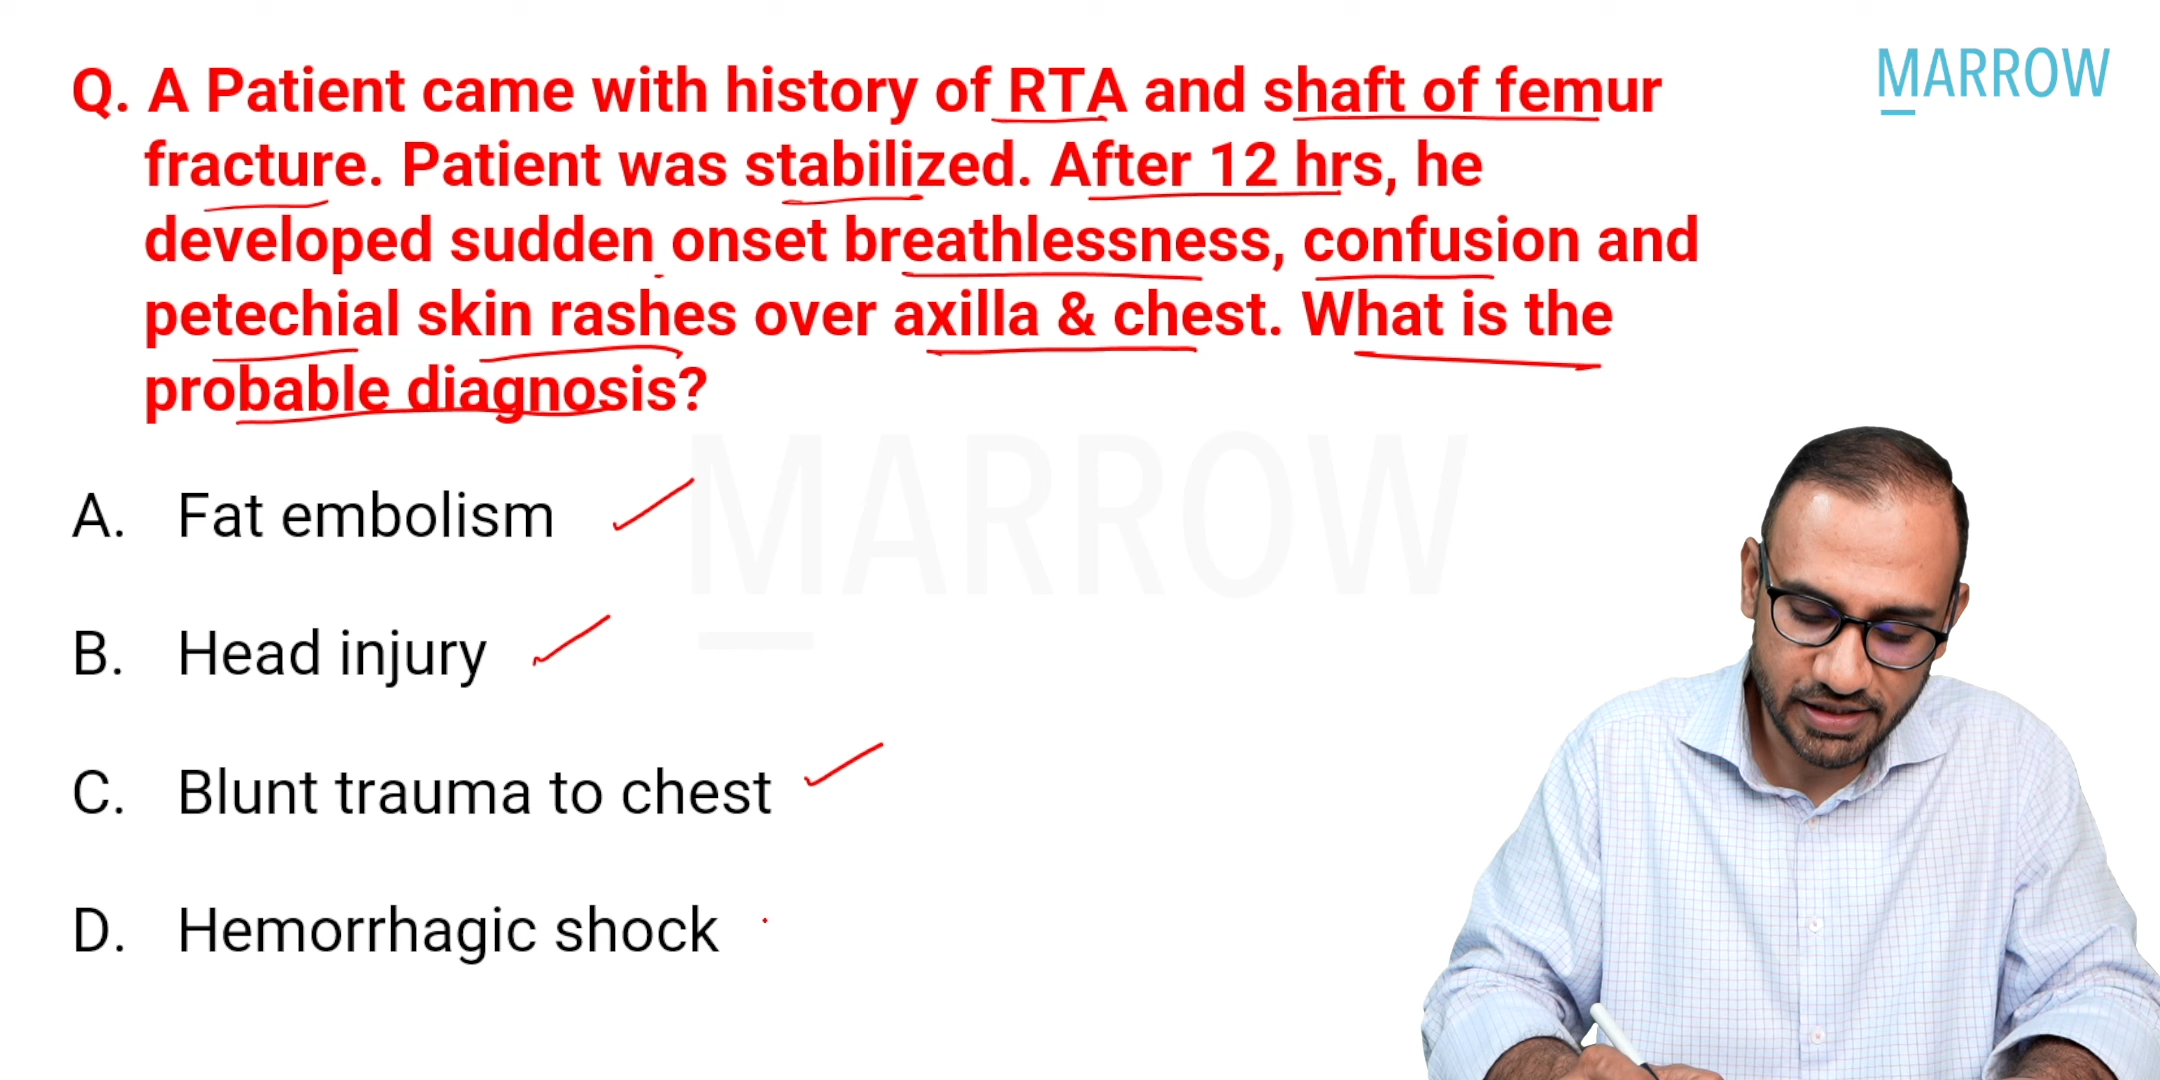 MARROW
Q. A Patient came with history of RTA and shaft of femur
fracture. Patient was stabilized. After 12 hrs, he
developed sudden onset breathlessness, confusion and
petechial skin rashes over axilla & chest. What is the
probable diagnosis?
MARROW
A. Fat embolism
B. Head injury
C. Blunt trauma to chest
D. Hemorrhagic shock